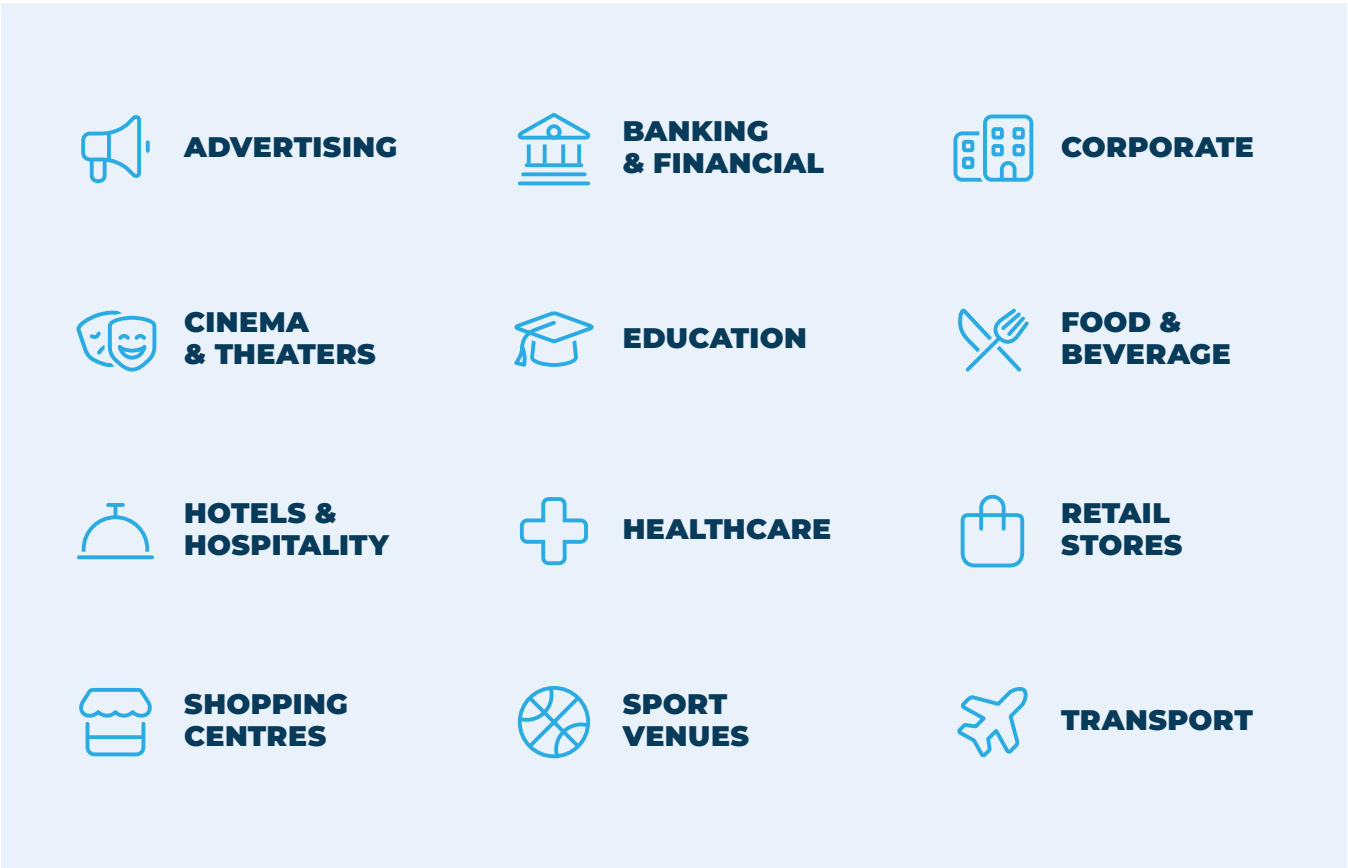 ADVERTISING
BANKING
& FINANCIAL
CORPORATE
CINEMA
& THEATERS
EDUCATION
FOOD &
BEVERAGE
HOTELS &
HOSPITALITY
HEALTHCARE
RETAIL
STORES
SHOPPING
CENTRES
SPORT
VENUES
TRANSPORT